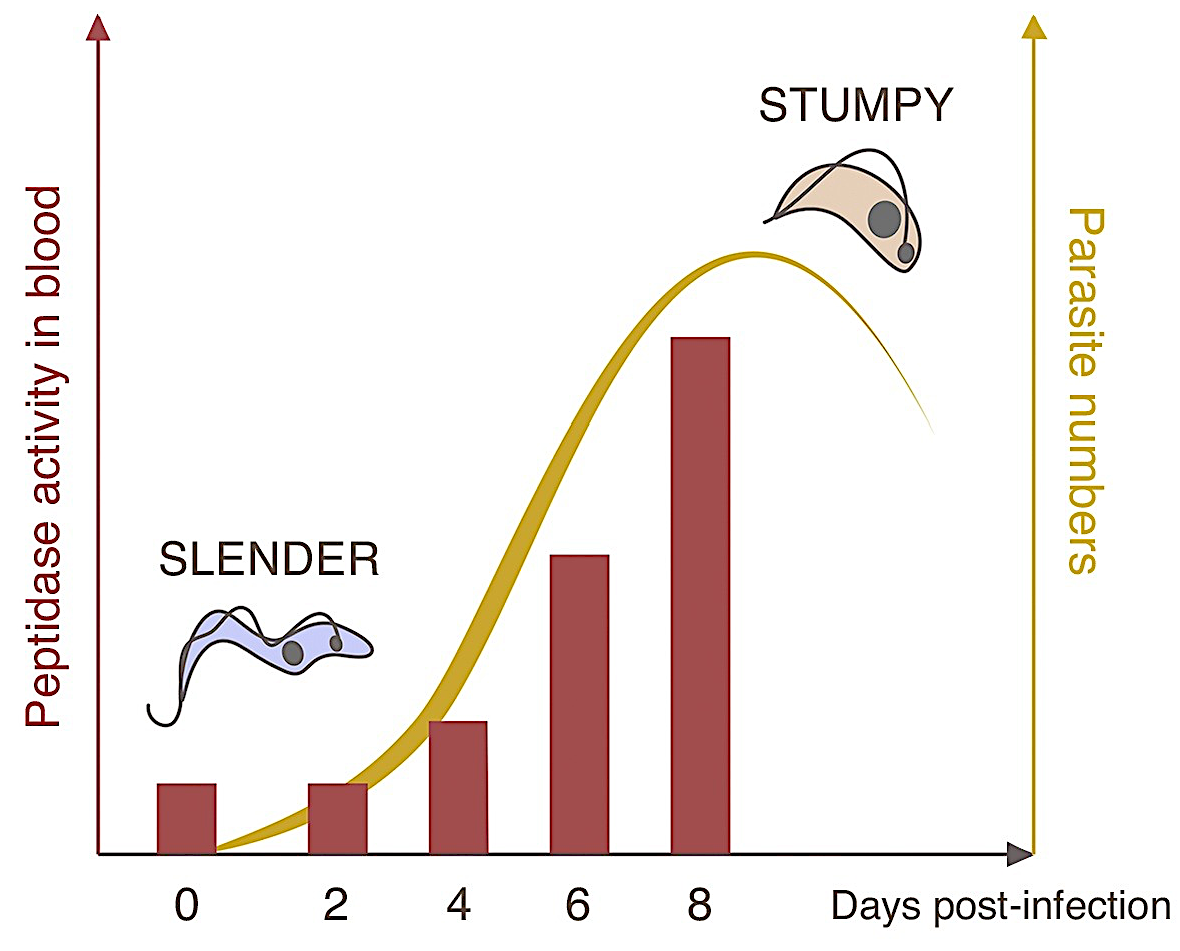 STUMPY
Peptidase activity in blood
Parasite numbers
SLENDER
0 2 4 6 8 Days post-infection